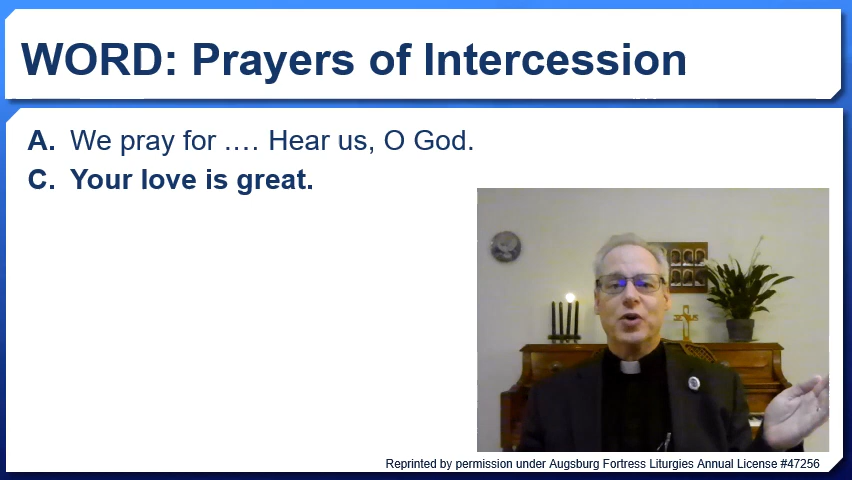 WORD: Prayers of Intercession
A. We pray for .... Hear us, O God.
C. Your love is great.
JESUS
Reprinted by permission under Augsburg Fortress Liturgies Annual License #47256